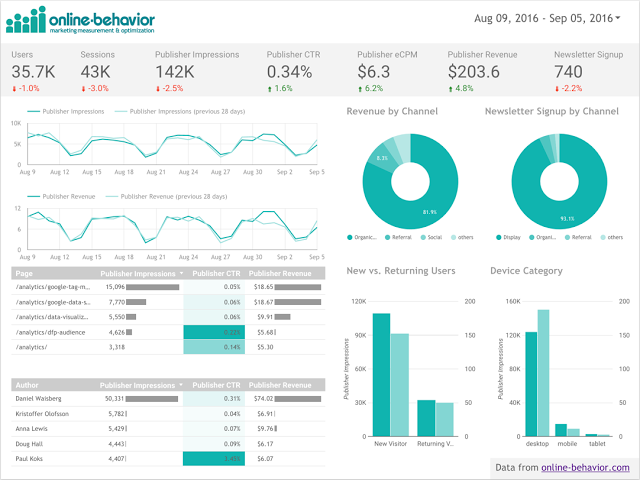 online-behavior
marketing measurement & optimization
Aug 09, 2016 - Sep 05, 2016
Users Sessions Publisher Impressions Publisher CTR Publisher eCPM Publisher Revenue Newsletter Signup
35.7K 43K 142K 0.34% $6.3 $203.6 740
-1.0% -3.0% -2.5% 1.6% 6.2% 4.8% -2.2%
Publisher Impressions Publisher Impressions (previous 28 days)
10K
5K
0
Aug 9 Aug 12 Aug 15 Aug 18 Aug 21 Aug 24 Aug 27 Aug 30 Sep 2 Sep 5
Publisher Revenue Publisher Revenue (previous 28 days)
12
6
0
Aug 9 Aug 12 Aug 15 Aug 18 Aug 21 Aug 24 Aug 27 Aug 30 Sep 2 Sep 5
Revenue by Channel
8.3%
81.9%
Organic... Referral Social others
Newsletter Signup by Channel
93.1%
Display Organi... Referral others
Page Publisher Impressions Publisher CTR Publisher Revenue
/analytics/google-tag-m... 15,096 0.05% $18.65
/analytics/google-data-s... 7,770 0.06% $18.67
/analytics/data-visualiz... 5,550 0.06% $9.91
/analytics/dfp-audience 4,626 $5.68
/analytics/ 3,318 0.14% $5.30
Author Publisher Impressions Publisher CTR Publisher Revenue
Daniel Waisberg 50,331 0.31% $74.02
Kristoffer Olofsson 5,782 0.04% $6.91
Anna Lewis 5,429 0.07% $9.76
Doug Hall 4,443 0.09% $6.17
Paul Koks 4,407 $6.07
New vs. Returning Users
120K 200
90K 150
60K 100
30K 50
0 0
Publisher Impressions
New Visitor Returning V...
Device Category
160K 200
120K 150
80K 100
40K 50
0 0
Publisher Impressions
desktop mobile tablet
Data from online-behavior.com